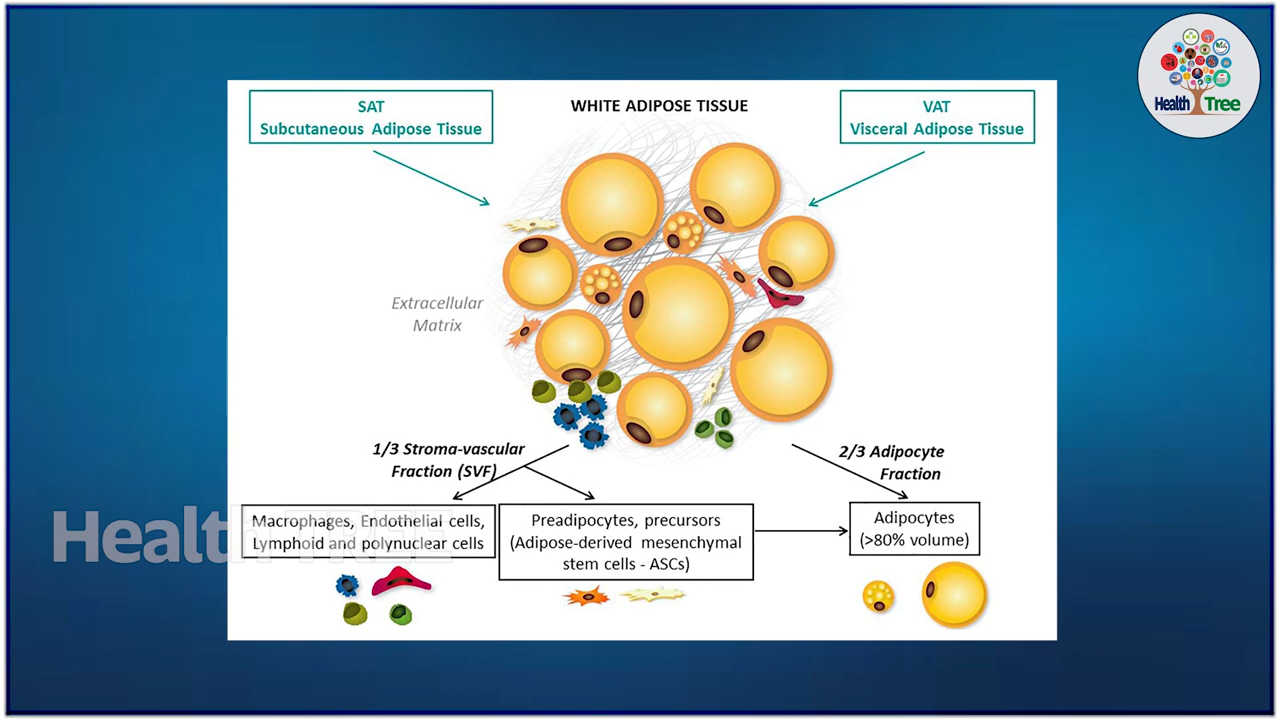 Health Tree
SAT
Subcutaneous Adipose Tissue
WHITE ADIPOSE TISSUE
VAT
Visceral Adipose Tissue
Extracellular
Matrix
1/3 Stroma-vascular
Fraction (SVF)
2/3 Adipocyte
Fraction
Macrophages, Endothelial cells,
Lymphoid and polynuclear cells
Preadipocytes, precursors
(Adipose-derived mesenchymal
stem cells - ASCs)
Adipocytes
(>80% volume)
Health TREE